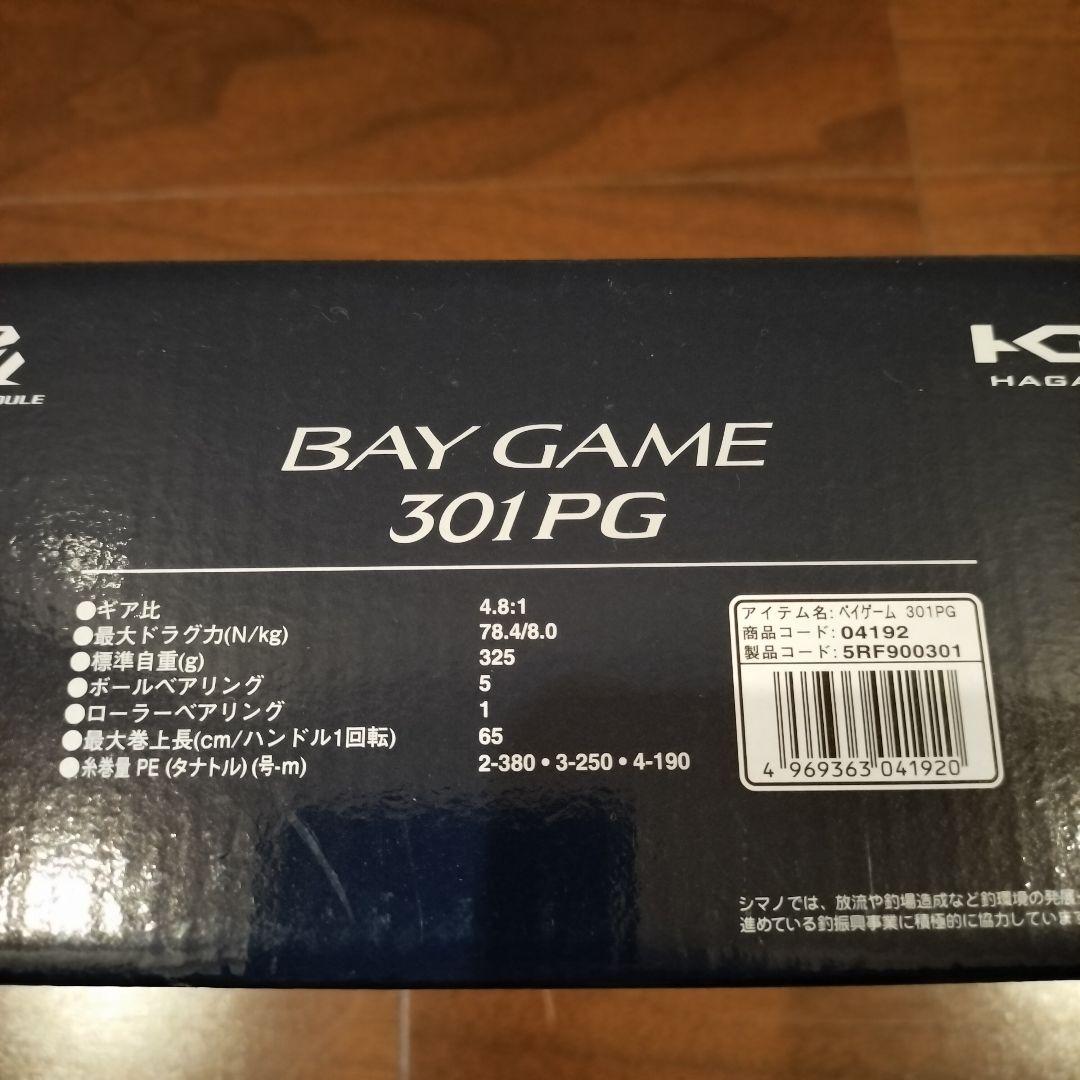 BAY GAME
301PG
●ギア比 4.8:1
●最大ドラグ力(N/kg) 78.4/8.0
●標準自重(g) 325
●ボールベアリング 5
●ローラーベアリング 1
●最大巻上長(cm/ハンドル1回転) 65
●糸巻量 PE (タナトル) (号-m) 2-380・3-250・4-190
アイテム名: ベイゲーム 301PG
商品コード: 04192
製品コード: 5RF900301
4 969363 041920
シマノでは、放流や釣場造成など釣環境の発展
進めている釣振興事業に積極的に協力しています